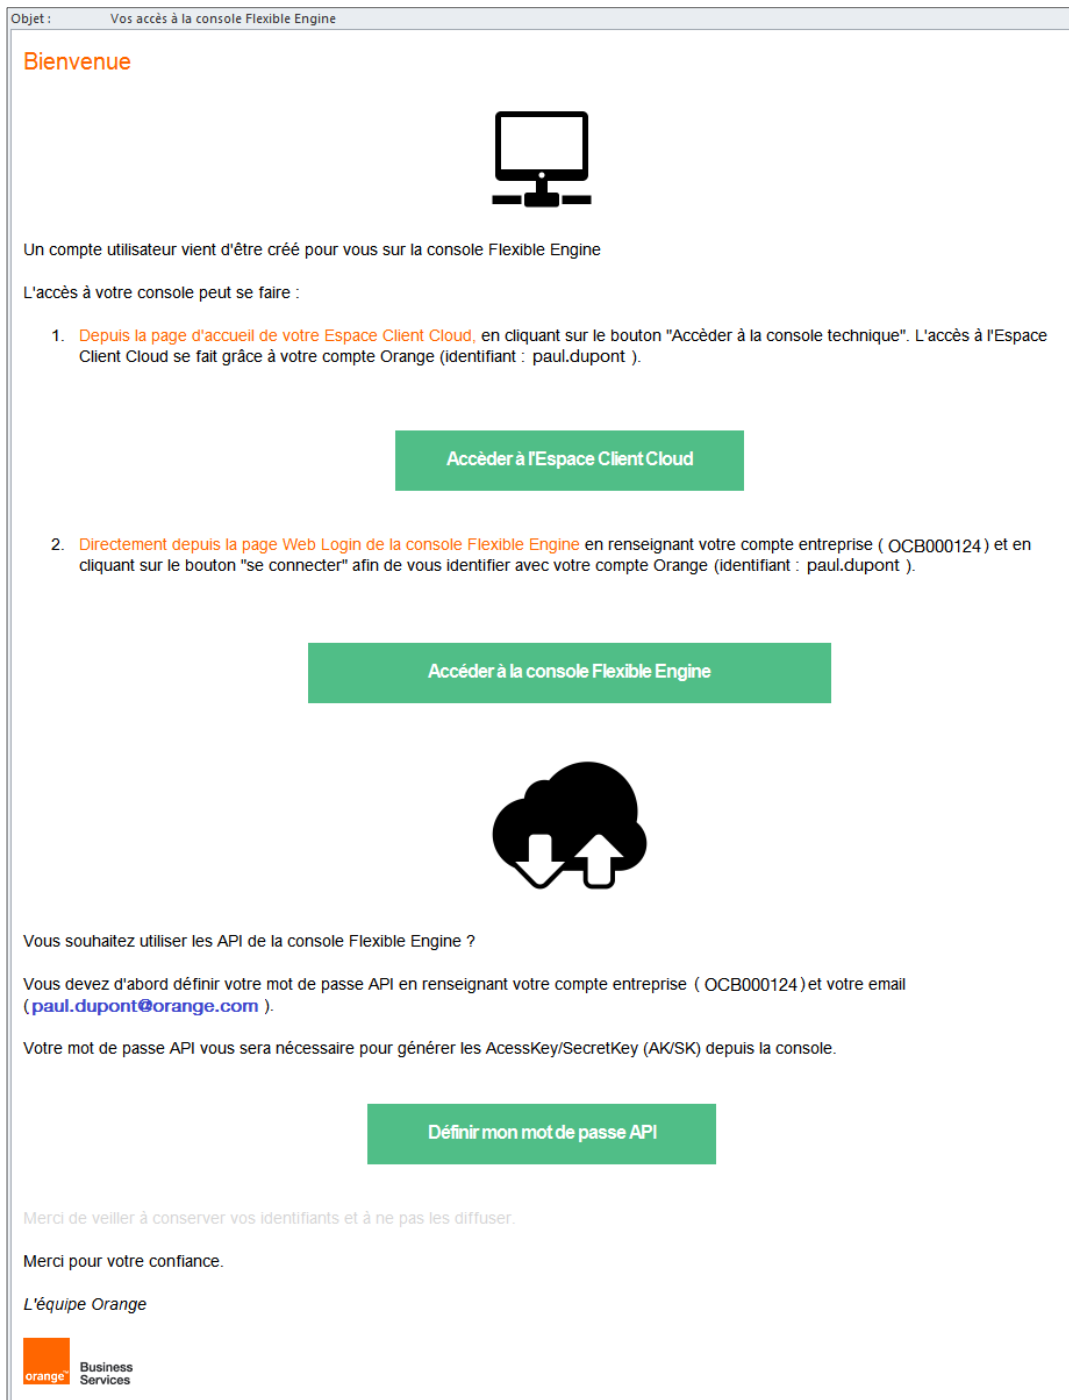 Objet : Vos accès à la console Flexible Engine
Bienvenue
Un compte utilisateur vient d'être créé pour vous sur la console Flexible Engine
L'accès à votre console peut se faire :
1. Depuis la page d'accueil de votre Espace Client Cloud, en cliquant sur le bouton "Accèder à la console technique". L'accès à l'Espace
Client Cloud se fait grâce à votre compte Orange (identifiant : paul.dupont ).
Accèder à l'Espace Client Cloud
2. Directement depuis la page Web Login de la console Flexible Engine en renseignant votre compte entreprise ( OCB000124 ) et en
cliquant sur le bouton "se connecter" afin de vous identifier avec votre compte Orange (identifiant : paul.dupont ).
Accéder à la console Flexible Engine
Vous souhaitez utiliser les API de la console Flexible Engine ?
Vous devez d'abord définir votre mot de passe API en renseignant votre compte entreprise ( OCB000124 ) et votre email
( paul.dupont@orange.com ).
Votre mot de passe API vous sera nécessaire pour générer les AcessKey/SecretKey (AK/SK) depuis la console.
Définir mon mot de passe API
Merci de veiller à conserver vos identifiants et à ne pas les diffuser.
Merci pour votre confiance.
L'équipe Orange
orange™ Business
Services